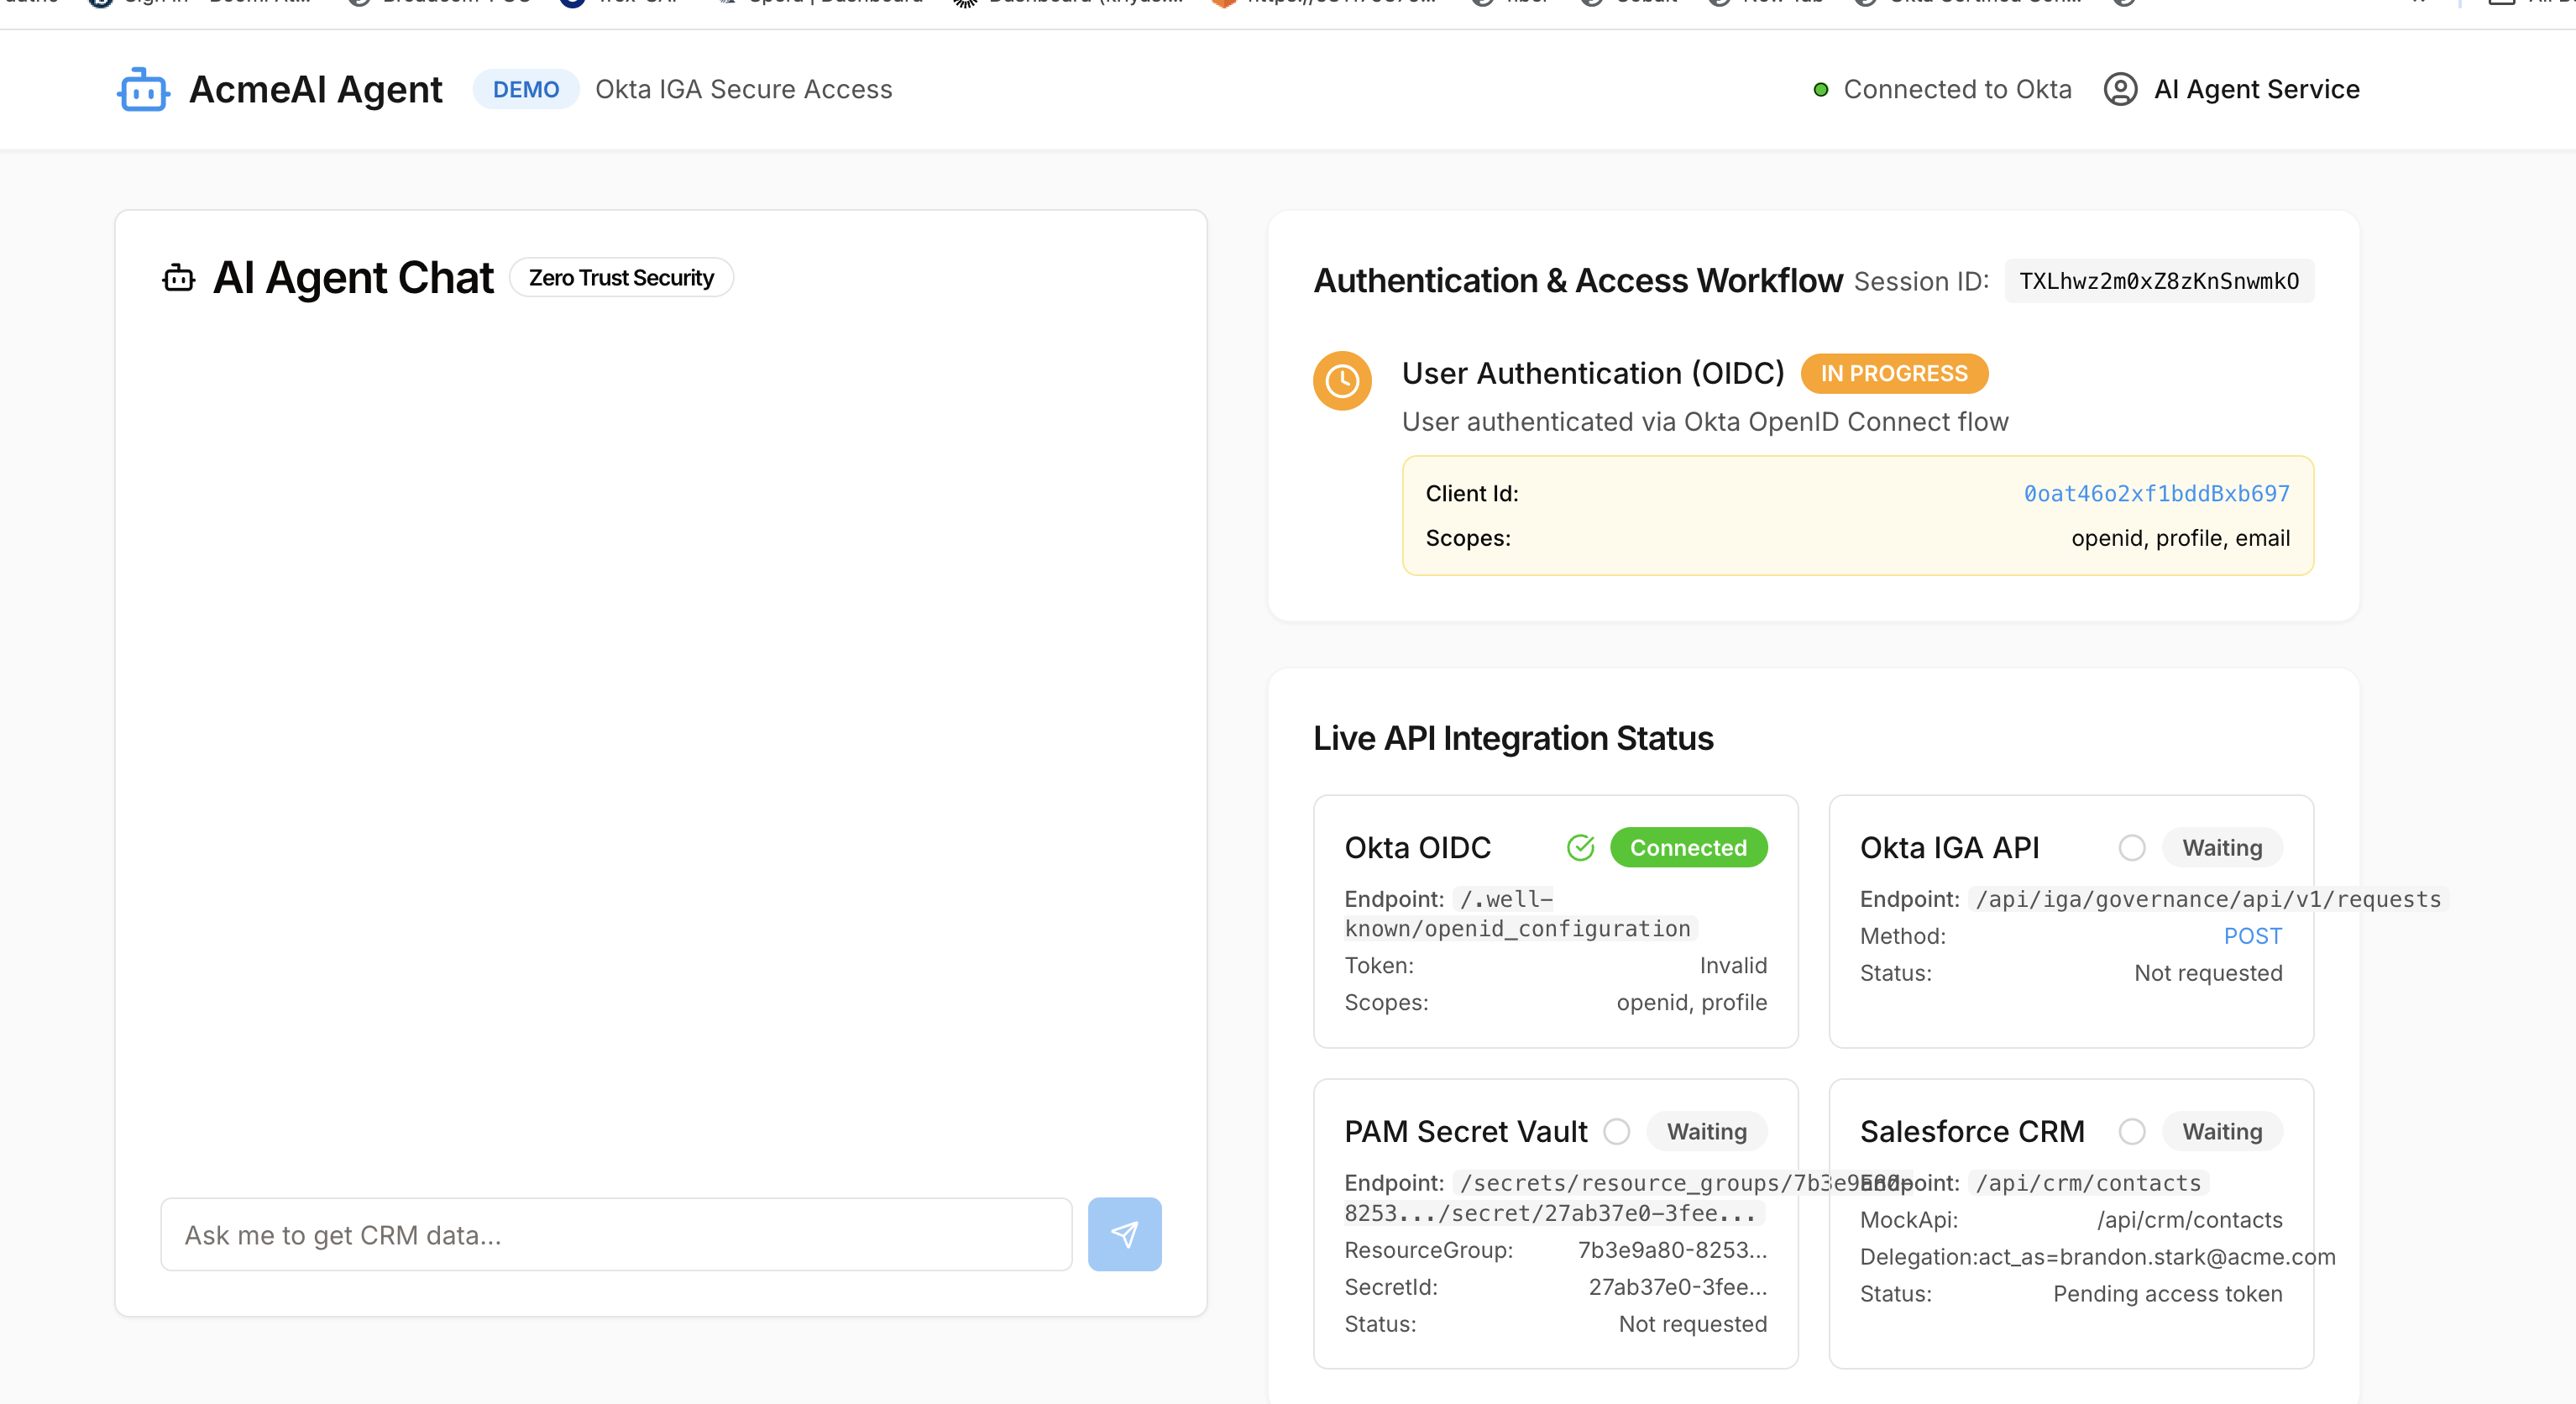 AcmeAI Agent DEMO Okta IGA Secure Access
Connected to Okta AI Agent Service
AI Agent Chat Zero Trust Security
Ask me to get CRM data...
Authentication & Access Workflow Session ID: TXLhwz2m0xZ8zKnSnwmkO
User Authentication (OIDC) IN PROGRESS
User authenticated via Okta OpenID Connect flow
Client Id: 0oat46o2xf1bddBxb697
Scopes: openid, profile, email
Live API Integration Status
Okta OIDC Connected
Endpoint: /.well-
known/openid_configuration
Token: Invalid
Scopes: openid, profile
Okta IGA API Waiting
Endpoint: /api/iga/governance/api/v1/requests
Method: POST
Status: Not requested
PAM Secret Vault Waiting
Endpoint: /secrets/resource_groups/7b3e9a80-
8253.../secret/27ab37e0-3fee...
ResourceGroup: 7b3e9a80-8253...
SecretId: 27ab37e0-3fee...
Status: Not requested
Salesforce CRM Waiting
Endpoint: /api/crm/contacts
MockApi: /api/crm/contacts
Delegation:act_as=brandon.stark@acme.com
Status: Pending access token